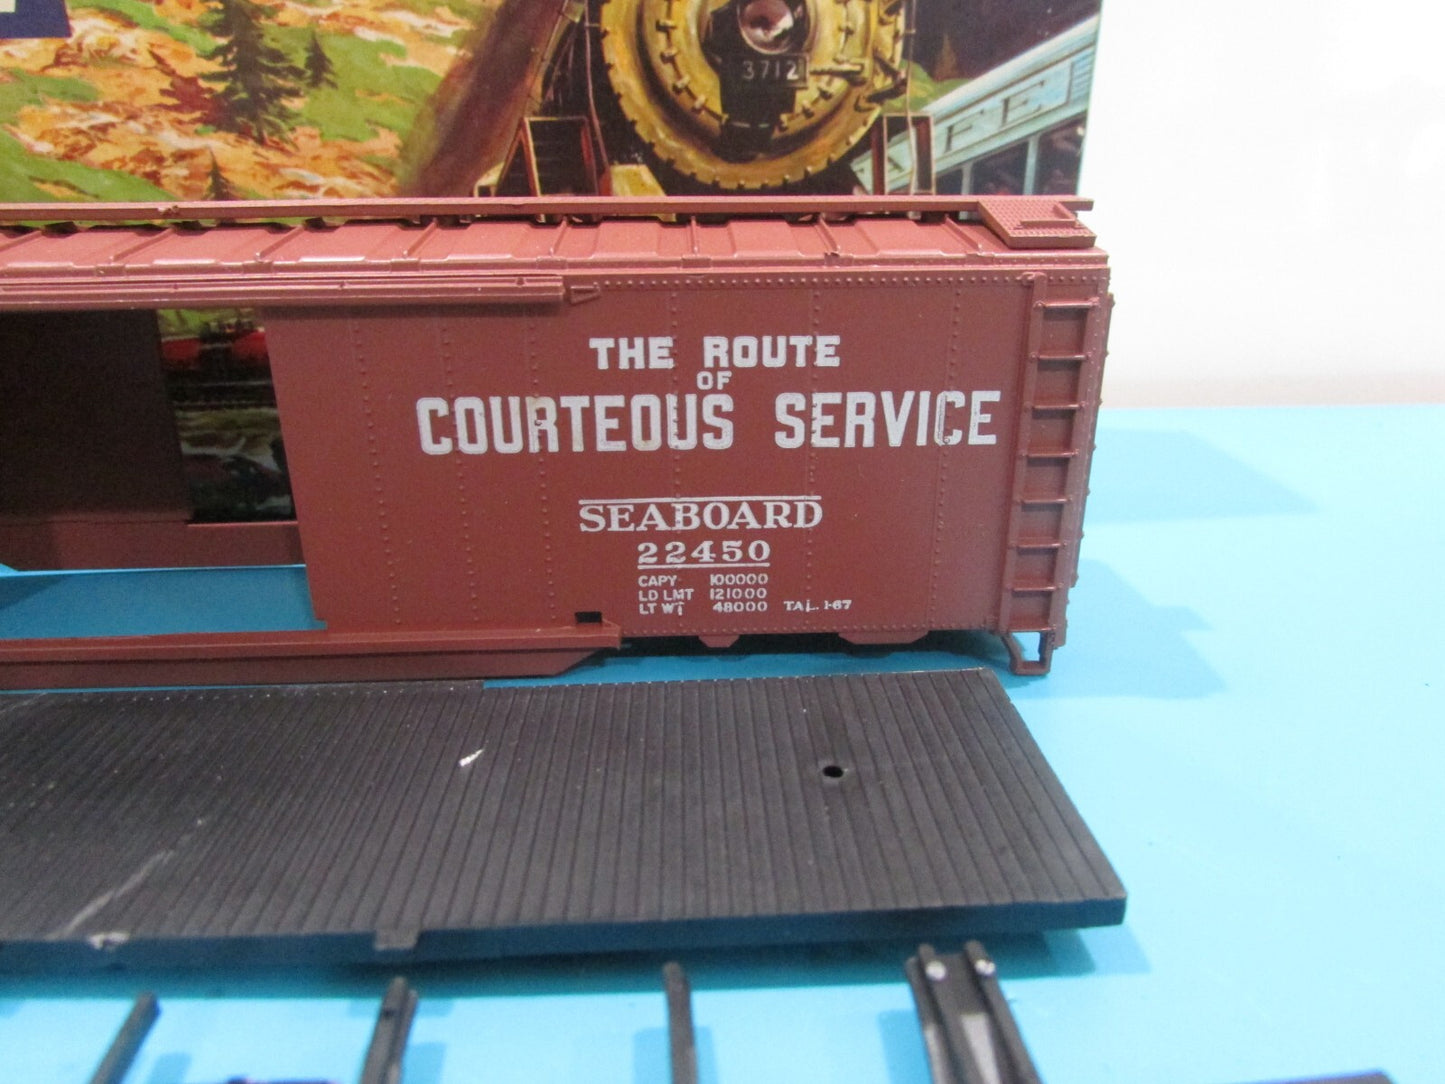 3712
THE ROUTE
OF
COURTEOUS SERVICE
SEABOARD
22450
CAPY 100000
LD LMT 121000
LT WT 48000 TAL. 1-67